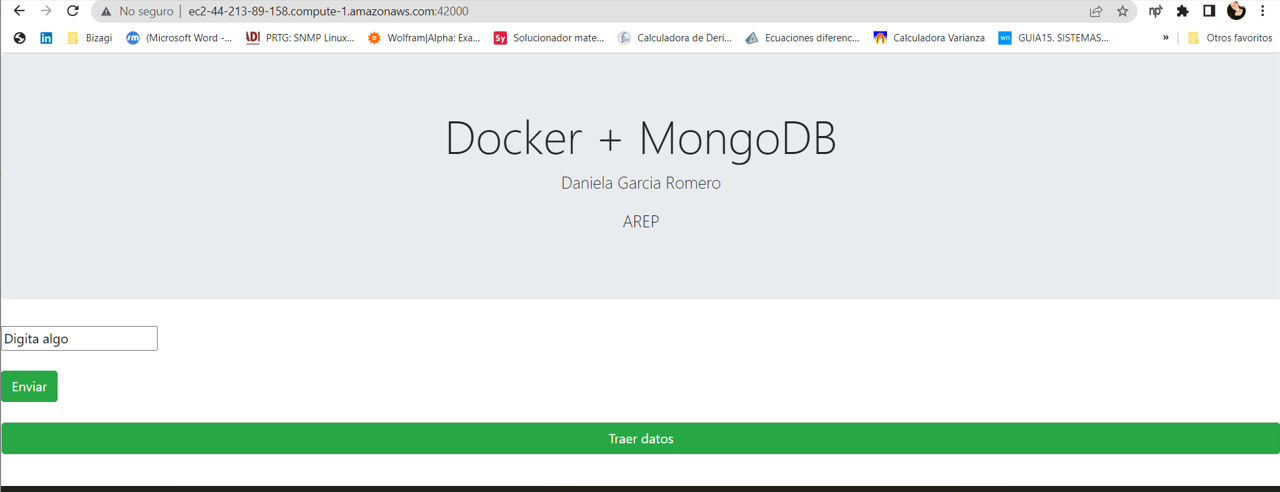 No seguro | ec2-44-213-89-158.compute-1.amazonaws.com:42000
Bizagi (Microsoft Word -... PRTG: SNMP Linux... Wolfram|Alpha: Exa... Solucionador mate... Calculadora de Deri... Ecuaciones diferenc... Calculadora Varianza GUIA15. SISTEMAS... » Otros favoritos
Docker + MongoDB
Daniela Garcia Romero
AREP
Digita algo
Enviar
Traer datos